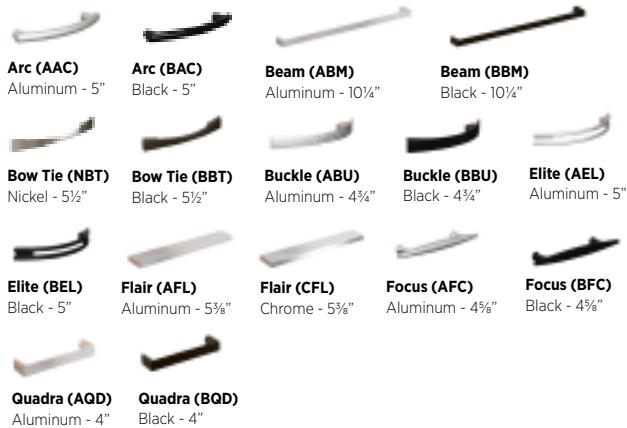 Arc (AAC)
Aluminum - 5”
Arc (BAC)
Black - 5”
Beam (ABM)
Aluminum - 10¼”
Beam (BBM)
Black - 10¼”
Bow Tie (NBT)
Nickel - 5½”
Bow Tie (BBT)
Black - 5½”
Buckle (ABU)
Aluminum - 4¾”
Buckle (BBU)
Black - 4¾”
Elite (AEL)
Aluminum - 5”
Elite (BEL)
Black - 5”
Flair (AFL)
Aluminum - 5⅜”
Flair (CFL)
Chrome - 5⅜”
Focus (AFC)
Aluminum - 4⅝”
Focus (BFC)
Black - 4⅝”
Quadra (AQD)
Aluminum - 4”
Quadra (BQD)
Black - 4”